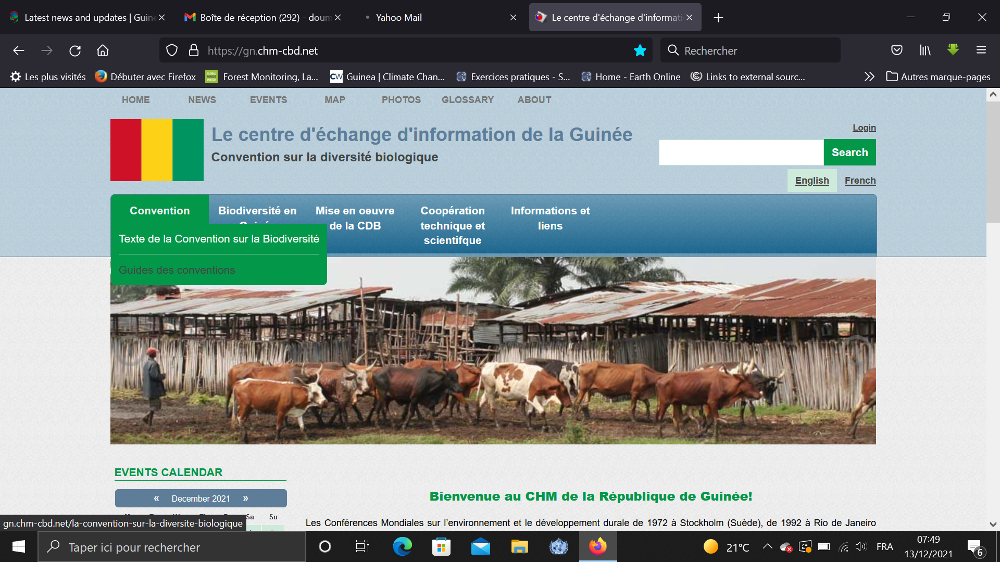 Latest news and updates | Guin
Boîte de réception (292) - doum
Yahoo Mail
Le centre d'échange d'informati
https://gn.chm-cbd.net
Rechercher
Les plus visités
Débuter avec Firefox
GLOBAL FOREST WATCH
Forest Monitoring, La...
CW
Guinea | Climate Chan...
Exercices pratiques - S...
Home - Earth Online
Links to external sourc...
Autres marque-pages
HOME NEWS EVENTS MAP PHOTOS GLOSSARY ABOUT
Le centre d'échange d'information de la Guinée
Convention sur la diversité biologique
Login
Search
English French
Convention
Biodiversité en
Mise en oeuvre
de la CDB
Coopération
technique et
scientifque
Informations et
liens
Texte de la Convention sur la Biodiversité
Guides des conventions
EVENTS CALENDAR
« December 2021 »
Sa Su
Bienvenue au CHM de la République de Guinée!
Les Conférences Mondiales sur l'environnement et le développement durale de 1972 à Stockholm (Suède), de 1992 à Rio de Janeiro
gn.chm-cbd.net/la-convention-sur-la-diversite-biologique
Taper ici pour rechercher
21°C
FRA
07:49
13/12/2021
6